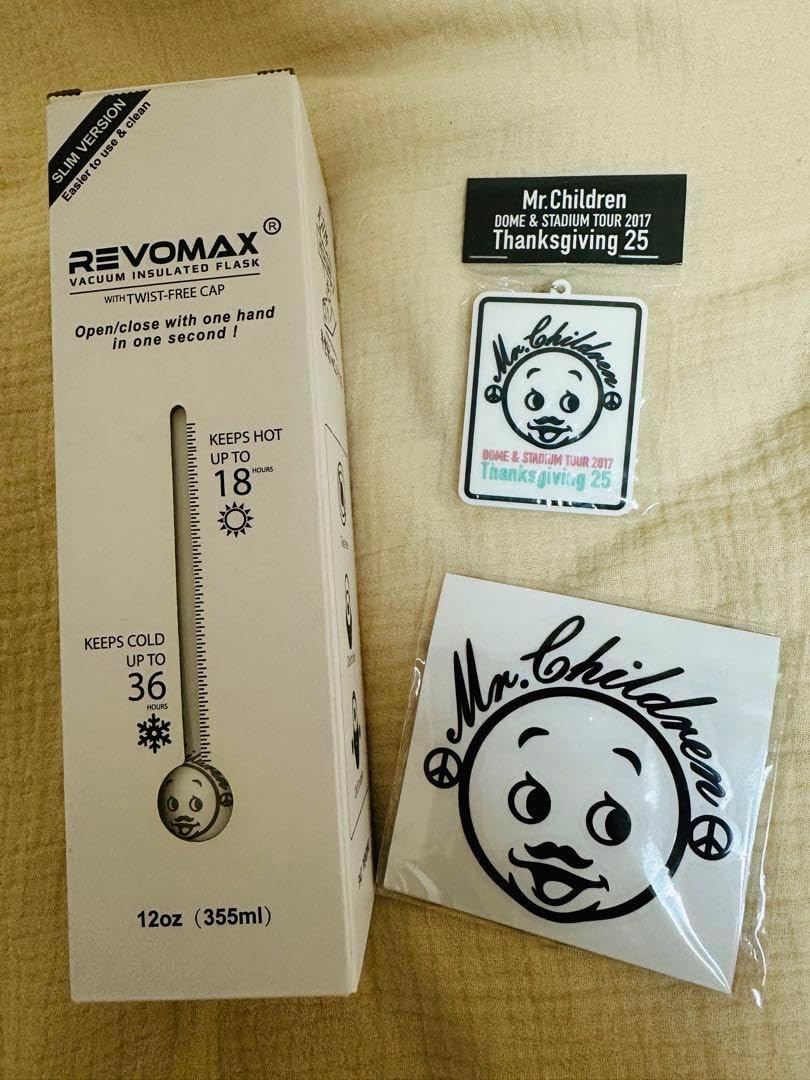 SLIM VERSION
Easier to use & clean
REVOMAX®
VACUUM INSULATED FLASK
WITH TWIST-FREE CAP
Open/close with one hand
in one second !
KEEPS HOT
UP TO
18 HOURS
KEEPS COLD
UP TO
36
HOURS
12oz（355ml）
Mr.Children
DOME & STADIUM TOUR 2017
Thanksgiving 25
Mr.Children
DOME & STADIUM TOUR 2017
Thanksgiving 25
Mr.Children